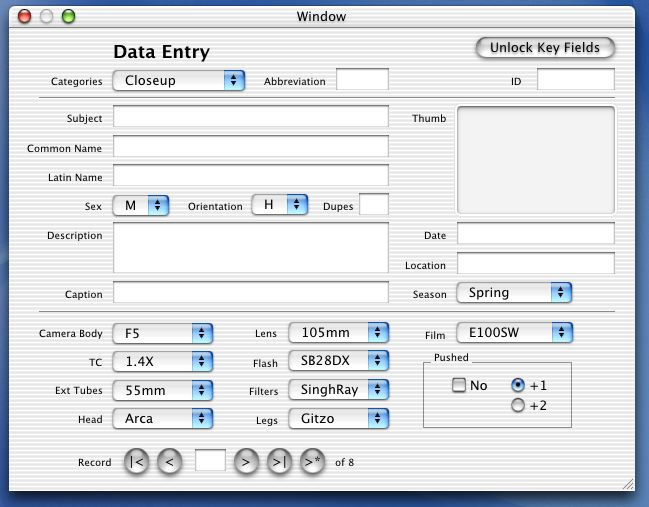 Window
Data Entry
Unlock Key Fields
Categories Closeup Abbreviation ID
Subject Thumb
Common Name
Latin Name
Sex M Orientation H Dupes
Description Date
Location
Caption Season Spring
Camera Body F5 Lens 105mm Film E100SW
TC 1.4X Flash SB28DX Pushed
Ext Tubes 55mm Filters SinghRay No +1
Head Arca Legs Gitzo +2
Record |< < > >| >* of 8